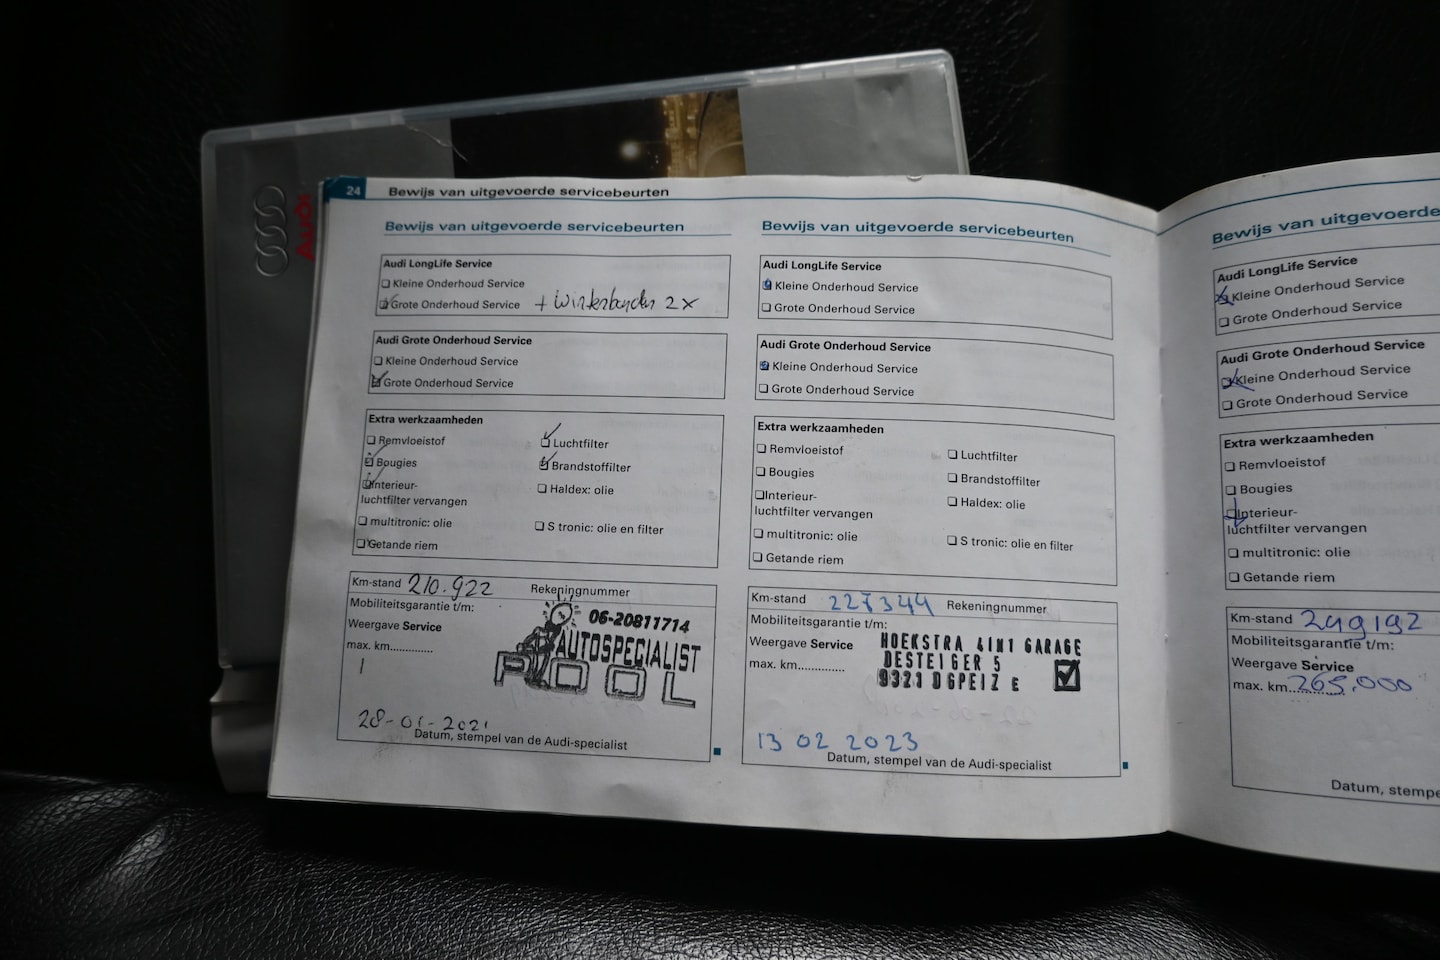 Audi
24 Bewijs van uitgevoerde servicebeurten
Bewijs van uitgevoerde servicebeurten
Audi LongLife Service
Kleine Onderhoud Service
Grote Onderhoud Service + Winterbanden 2x
Audi Grote Onderhoud Service
Kleine Onderhoud Service
Grote Onderhoud Service
Extra werkzaamheden
Remvloeistof
Luchtfilter
Bougies
Brandstoffilter
Interieur-
luchtfilter vervangen
Haldex: olie
multitronic: olie
S tronic: olie en filter
Getande riem
Km-stand 210.922 Rekeningnummer
Mobiliteitsgarantie t/m:
Weergave Service
max. km.............
06-20811714
AUTOSPECIALIST
POOL
28-01-2021
Datum, stempel van de Audi-specialist
Bewijs van uitgevoerde servicebeurten
Audi LongLife Service
Kleine Onderhoud Service
Grote Onderhoud Service
Audi Grote Onderhoud Service
Kleine Onderhoud Service
Grote Onderhoud Service
Extra werkzaamheden
Remvloeistof
Luchtfilter
Bougies
Brandstoffilter
Interieur-
luchtfilter vervangen
Haldex: olie
multitronic: olie
S tronic: olie en filter
Getande riem
Km-stand 227344 Rekeningnummer
Mobiliteitsgarantie t/m:
Weergave Service
max. km..............
HOEKSTRA 4IN1 GARAGE
DESTEIGER 5
13 02 2023
Datum, stempel van de Audi-specialist
Bewijs van uitgevoerde
Audi LongLife Service
Kleine Onderhoud Service
Grote Onderhoud Service
Audi Grote Onderhoud Service
Kleine Onderhoud Service
Grote Onderhoud Service
Extra werkzaamheden
Remvloeistof
Bougies
Interieur-
luchtfilter vervangen
multitronic: olie
Getande riem
Km-stand 249192
Mobiliteitsgarantie t/m:
Weergave Service
max. km. 265.000
Datum, stempe